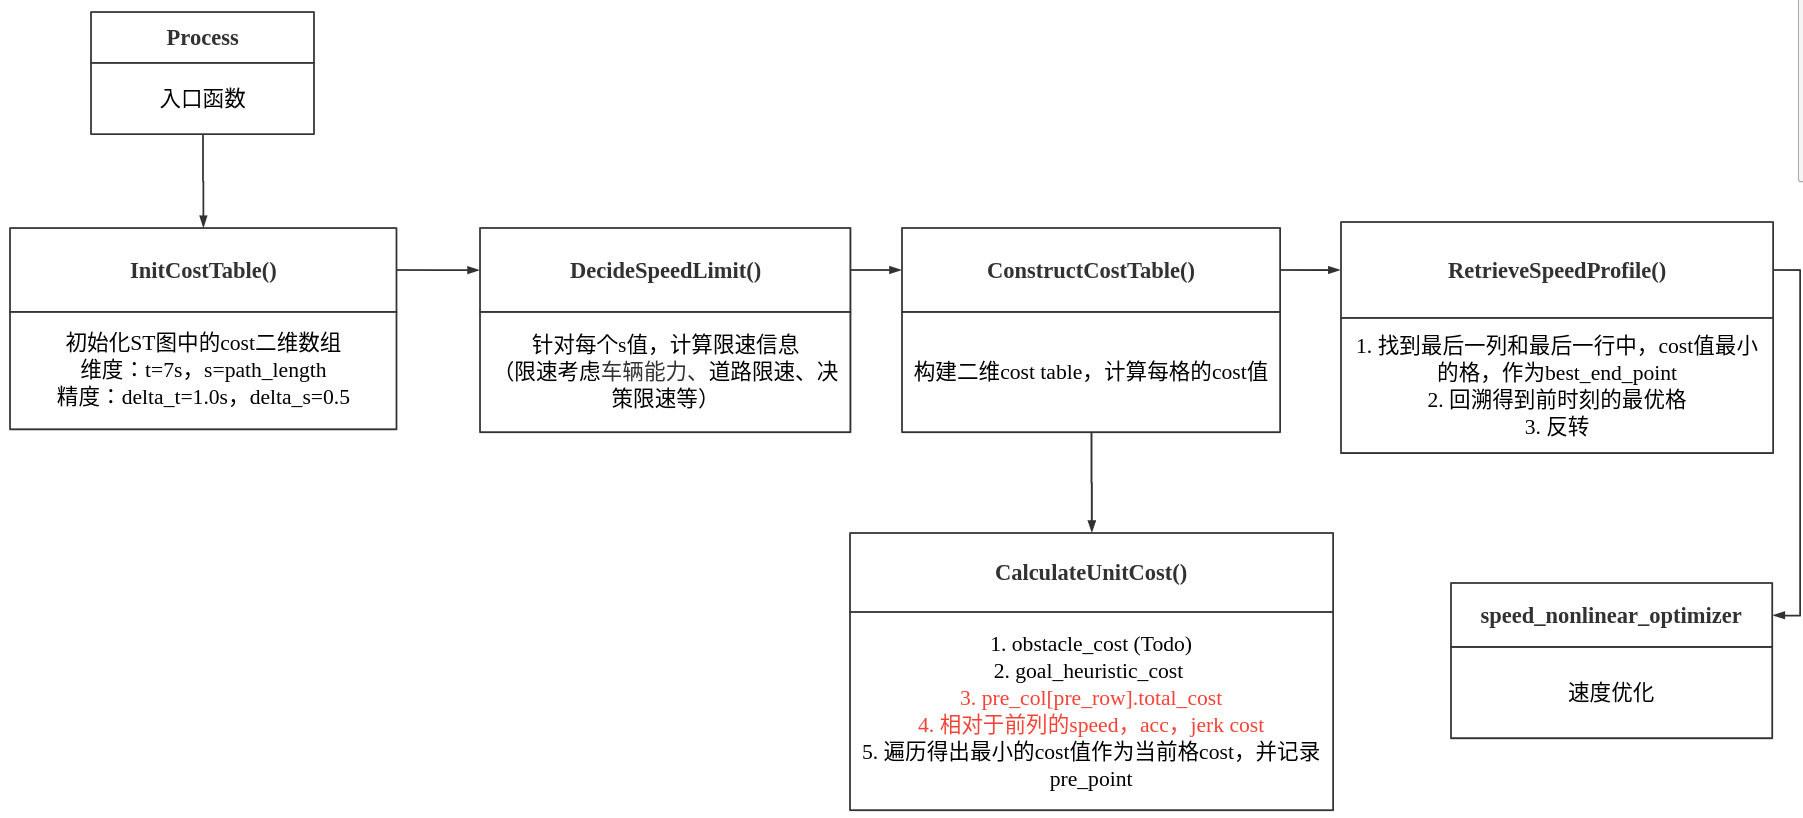 Process
入口函数
InitCostTable()
初始化ST图中的cost二维数组
维度：t=7s，s=path_length
精度：delta_t=1.0s，delta_s=0.5
DecideSpeedLimit()
针对每个s值，计算限速信息
（限速考虑车辆能力、道路限速、决
策限速等）
ConstructCostTable()
构建二维cost table，计算每格的cost值
RetrieveSpeedProfile()
1. 找到最后一列和最后一行中，cost值最小
的格，作为best_end_point
2. 回溯得到前时刻的最优格
3. 反转
CalculateUnitCost()
1. obstacle_cost (Todo)
2. goal_heuristic_cost
3. pre_col[pre_row].total_cost
4. 相对于前列的speed，acc，jerk cost
5. 遍历得出最小的cost值作为当前格cost，并记录
pre_point
speed_nonlinear_optimizer
速度优化